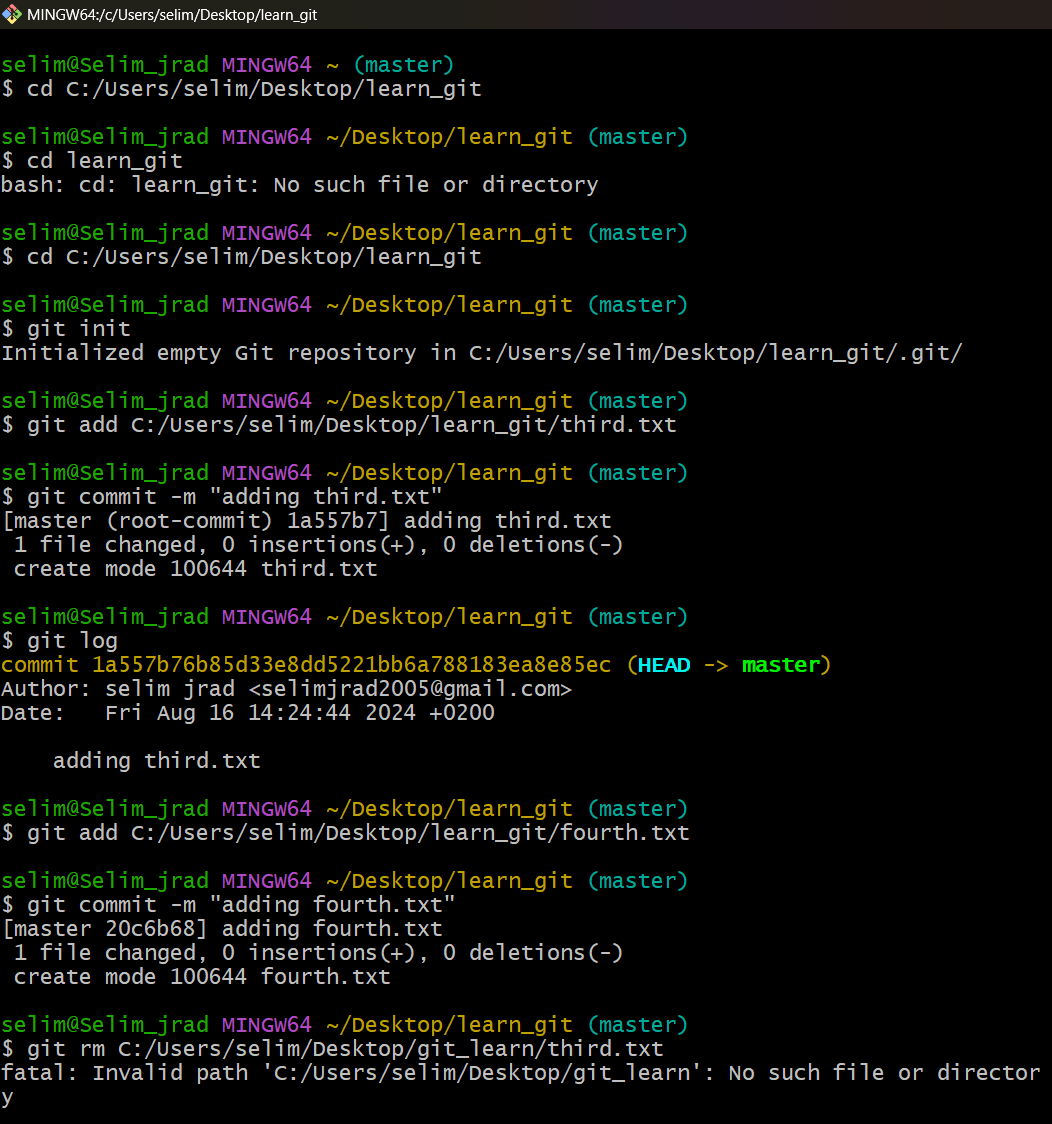 MINGW64:/c/Users/selim/Desktop/learn_git
selim@Selim_jrad MINGW64 ~ (master)
$ cd C:/Users/selim/Desktop/learn_git
selim@Selim_jrad MINGW64 ~/Desktop/learn_git (master)
$ cd learn_git
bash: cd: learn_git: No such file or directory
selim@Selim_jrad MINGW64 ~/Desktop/learn_git (master)
$ cd C:/Users/selim/Desktop/learn_git
selim@Selim_jrad MINGW64 ~/Desktop/learn_git (master)
$ git init
Initialized empty Git repository in C:/Users/selim/Desktop/learn_git/.git/
selim@Selim_jrad MINGW64 ~/Desktop/learn_git (master)
$ git add C:/Users/selim/Desktop/learn_git/third.txt
selim@Selim_jrad MINGW64 ~/Desktop/learn_git (master)
$ git commit -m "adding third.txt"
[master (root-commit) 1a557b7] adding third.txt
 1 file changed, 0 insertions(+), 0 deletions(-)
 create mode 100644 third.txt
selim@Selim_jrad MINGW64 ~/Desktop/learn_git (master)
$ git log
commit 1a557b76b85d33e8dd5221bb6a788183ea8e85ec (HEAD -> master)
Author: selim jrad <selimjrad2005@gmail.com>
Date:   Fri Aug 16 14:24:44 2024 +0200
    adding third.txt
selim@Selim_jrad MINGW64 ~/Desktop/learn_git (master)
$ git add C:/Users/selim/Desktop/learn_git/fourth.txt
selim@Selim_jrad MINGW64 ~/Desktop/learn_git (master)
$ git commit -m "adding fourth.txt"
[master 20c6b68] adding fourth.txt
 1 file changed, 0 insertions(+), 0 deletions(-)
 create mode 100644 fourth.txt
selim@Selim_jrad MINGW64 ~/Desktop/learn_git (master)
$ git rm C:/Users/selim/Desktop/git_learn/third.txt
fatal: Invalid path 'C:/Users/selim/Desktop/git_learn': No such file or director
y